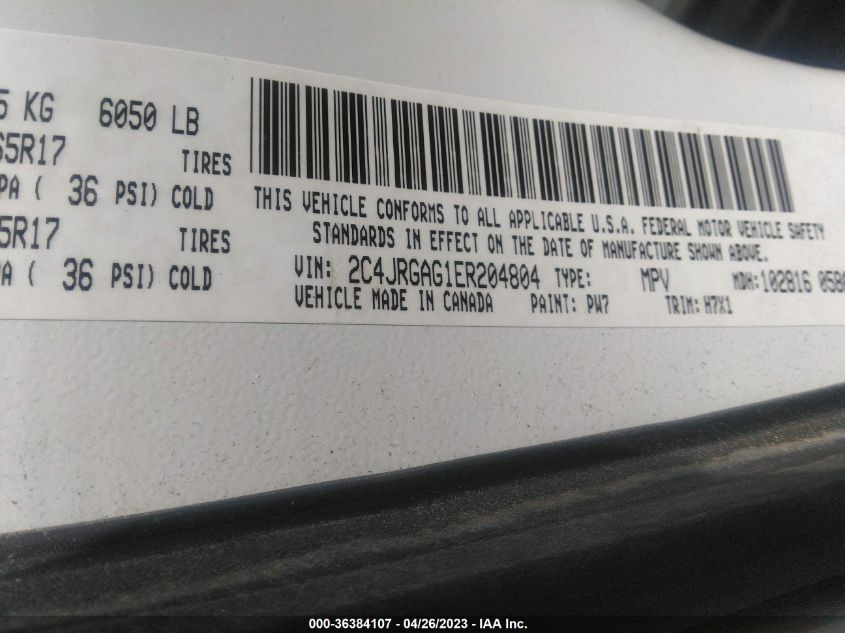 5 KG 6050 LB
65R17 TIRES
PA ( 36 PSI) COLD
5R17 TIRES
A ( 36 PSI) COLD
THIS VEHICLE CONFORMS TO ALL APPLICABLE U.S.A. FEDERAL MOTOR VEHICLE SAFETY
STANDARDS IN EFFECT ON THE DATE OF MANUFACTURE SHOWN ABOVE.
VIN: 2C4JRGAG1ER204804 TYPE: MPV MDH: 102816 058
VEHICLE MADE IN CANADA PAINT: PW7 TRIM: H7X1
000-36384107 - 04/26/2023 - IAA Inc.